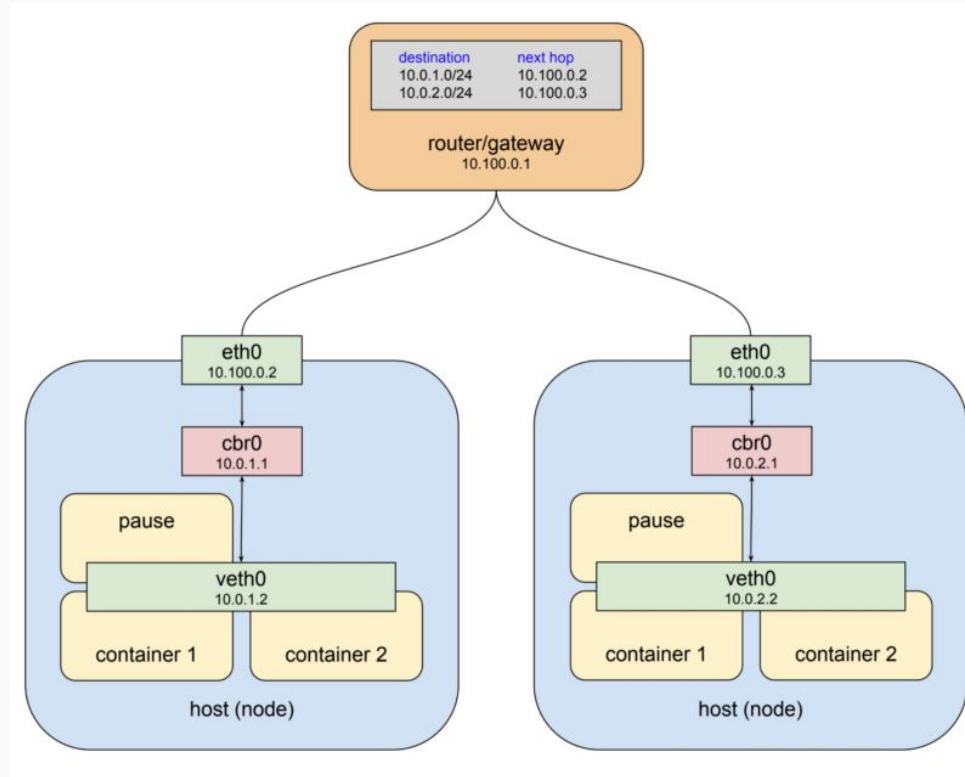 destination next hop
10.0.1.0/24 10.100.0.2
10.0.2.0/24 10.100.0.3
router/gateway
10.100.0.1
eth0
10.100.0.2
cbr0
10.0.1.1
pause
veth0
10.0.1.2
container 1
container 2
host (node)
eth0
10.100.0.3
cbr0
10.0.2.1
pause
veth0
10.0.2.2
container 1
container 2
host (node)